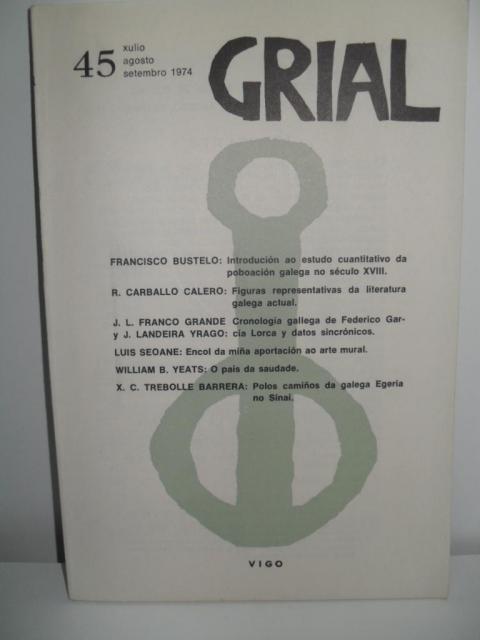 45
xulio
agosto
setembro 1974
GRIAL
FRANCISCO BUSTELO: Introdución ao estudo cuantitativo da
poboación galega no século XVIII.
R. CARBALLO CALERO: Figuras representativas da literatura
galega actual.
J. L. FRANCO GRANDE Cronología gallega de Federico Gar-
y J. LANDEIRA YRAGO: cía Lorca y datos sincrónicos.
LUIS SEOANE: Encol da miña aportación ao arte mural.
WILLIAM B. YEATS: O país da saudade.
X. C. TREBOLLE BARRERA: Polos camiños da galega Egeria
no Sinaí.
VIGO